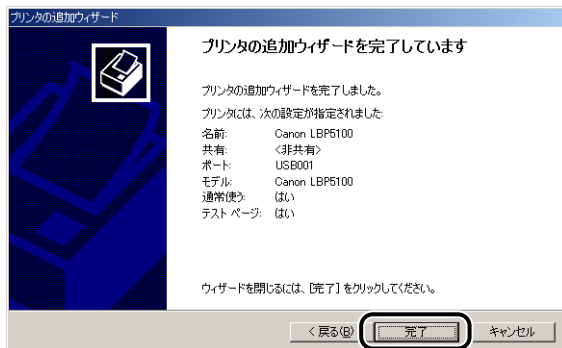 プリンタの追加ウィザード
プリンタの追加ウィザードを完了しています
プリンタの追加ウィザードを完了しました。
プリンタには、次の設定が指定されました:
名前: Canon LBP5100
共有: <非共有>
ポート: USB001
モデル: Canon LBP5100
通常使う: はい
テスト ページ: はい
ウィザードを閉じるには、[完了] をクリックしてください。
< 戻る(B) 完了 キャンセル